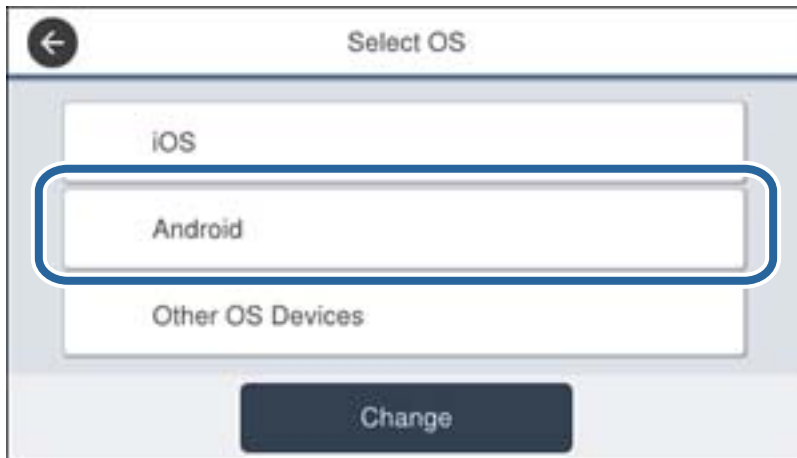 Select OS
iOS
Android
Other OS Devices
Change